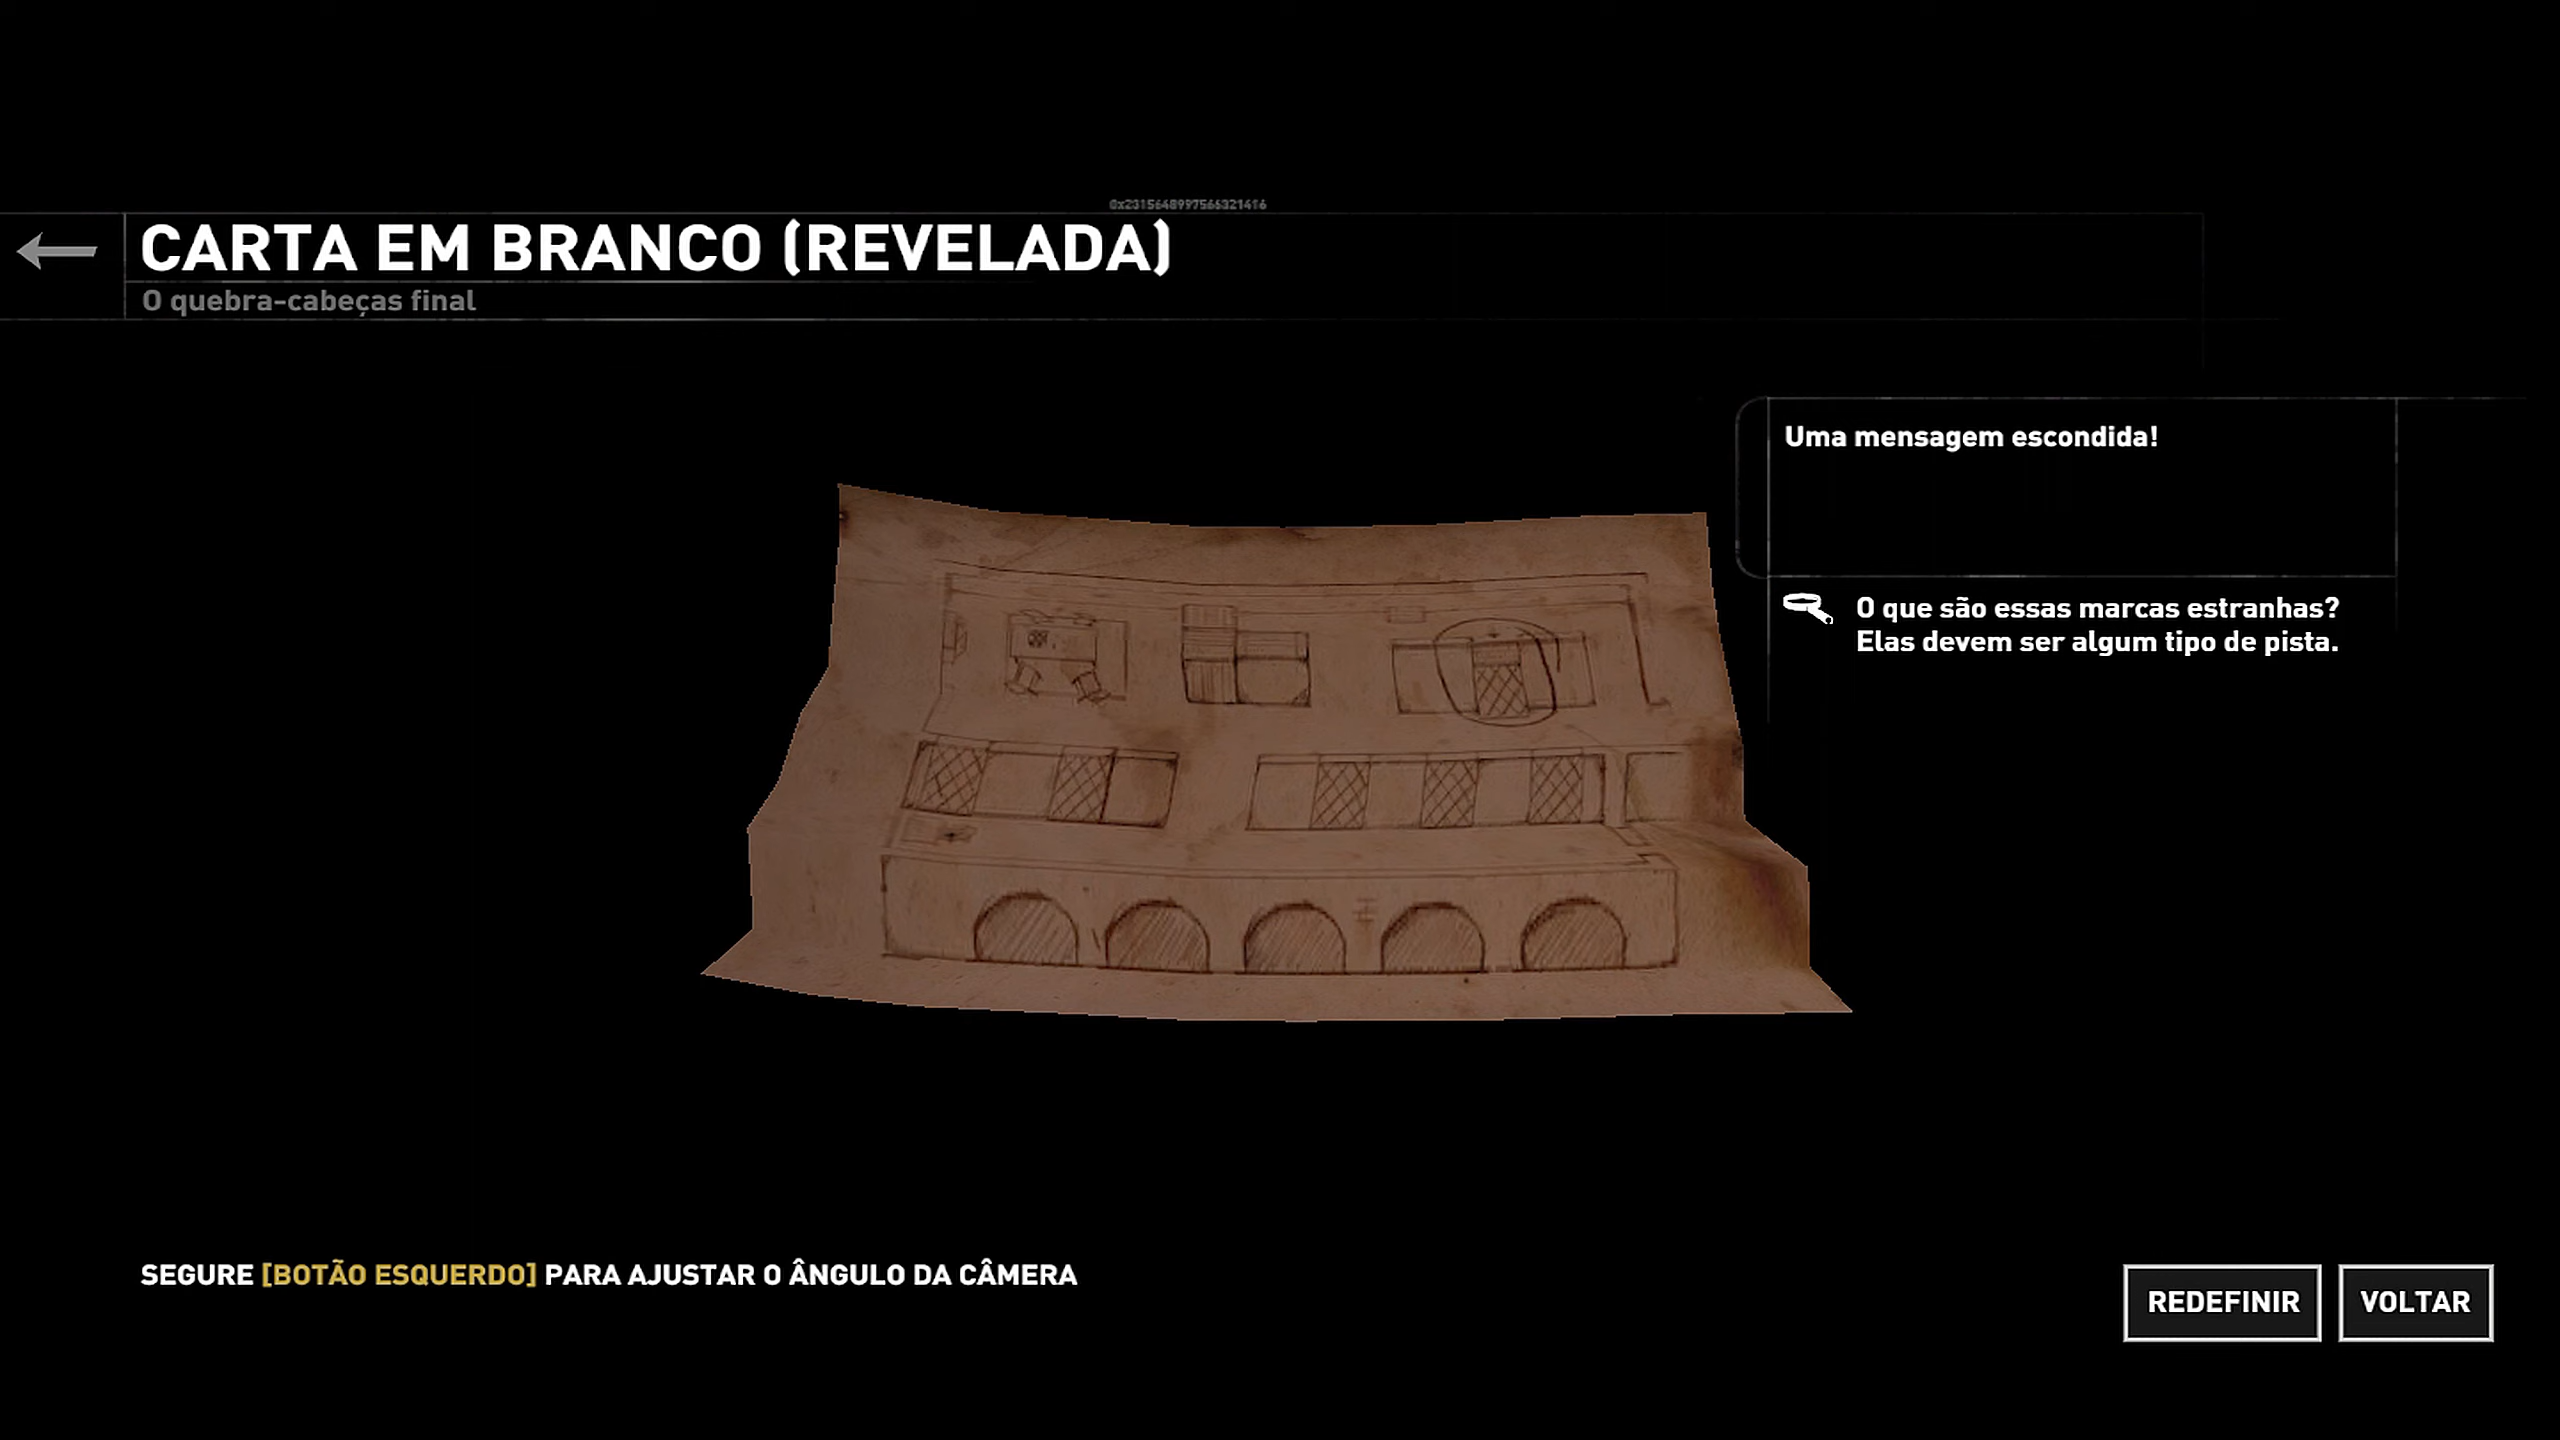 0x2315648997566321416
CARTA EM BRANCO (REVELADA)
O quebra-cabeças final
Uma mensagem escondida!
O que são essas marcas estranhas?
Elas devem ser algum tipo de pista.
SEGURE [BOTÃO ESQUERDO] PARA AJUSTAR O ÂNGULO DA CÂMERA
REDEFINIR
VOLTAR